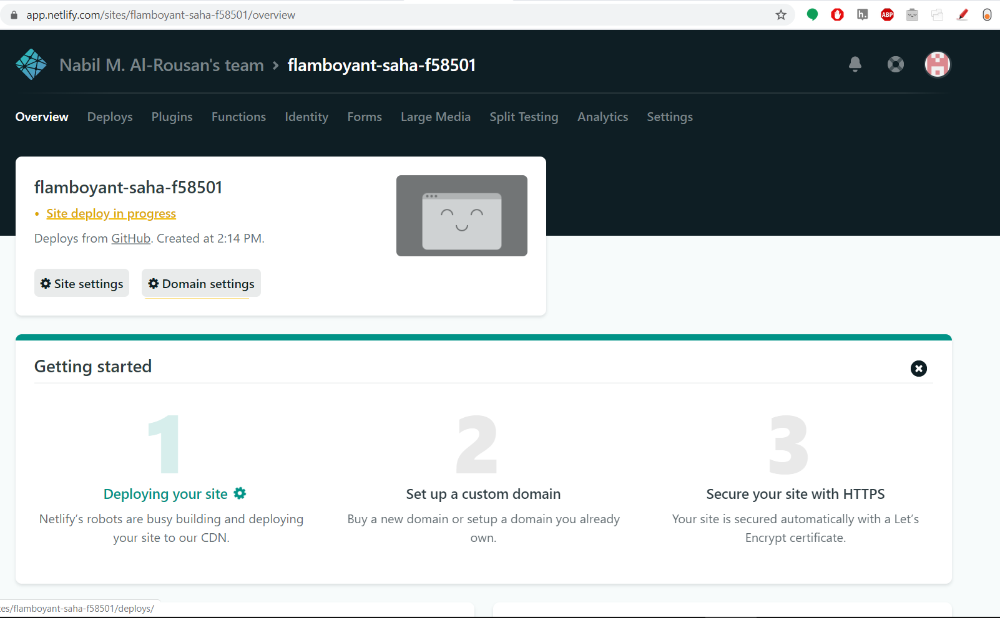 app.netlify.com/sites/flamboyant-saha-f58501/overview
h.
ABP
Nabil M. Al-Rousan's team > flamboyant-saha-f58501
Overview Deploys Plugins Functions Identity Forms Large Media Split Testing Analytics Settings
flamboyant-saha-f58501
• Site deploy in progress
Deploys from GitHub. Created at 2:14 PM.
Site settings Domain settings
Getting started
1
Deploying your site
Netlify’s robots are busy building and deploying
your site to our CDN.
2
Set up a custom domain
Buy a new domain or setup a domain you already
own.
3
Secure your site with HTTPS
Your site is secured automatically with a Let’s
Encrypt certificate.
es/flamboyant-saha-f58501/deploys/